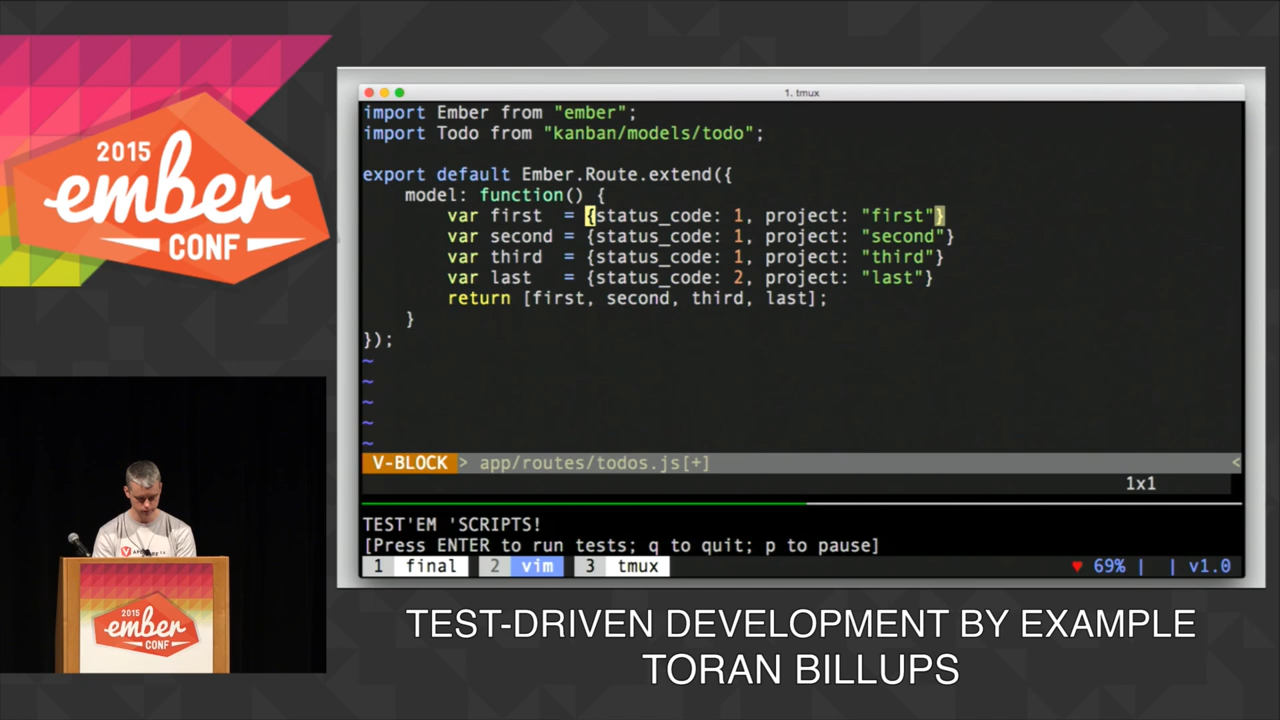 2015
ember
CONF
1. tmux
import Ember from "ember";
import Todo from "kanban/models/todo";
export default Ember.Route.extend({
model: function() {
var first = {status_code: 1, project: "first"}
var second = {status_code: 1, project: "second"}
var third = {status_code: 1, project: "third"}
var last = {status_code: 2, project: "last"}
return [first, second, third, last];
}
});
~
~
~
~
~
V-BLOCK > app/routes/todos.js[+] <
1x1
TEST'EM 'SCRIPTS!
[Press ENTER to run tests; q to quit; p to pause]
1 final 2 vim 3 tmux ♥ 69% | | v1.0
2015
ember
CONF
TEST-DRIVEN DEVELOPMENT BY EXAMPLE
TORAN BILLUPS